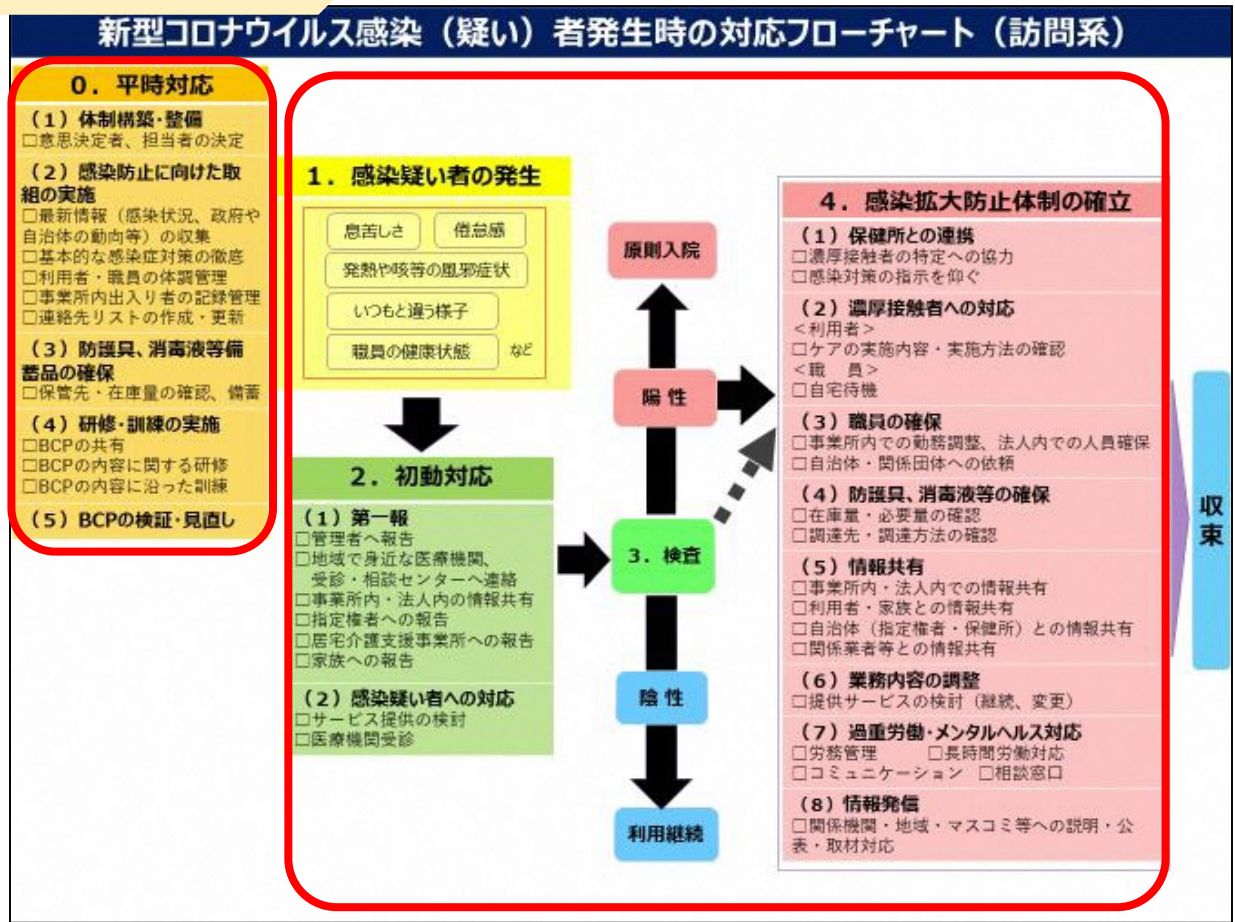 新型コロナウイルス感染（疑い）者発生時の対応フローチャート（訪問系）
０．平時対応
（１）体制構築・整備
□意思決定者、担当者の決定
（２）感染防止に向けた取
組の実施
□最新情報（感染状況、政府や
自治体の動向等）の収集
□基本的な感染症対策の徹底
□利用者・職員の体調管理
□事業所内出入り者の記録管理
□連絡先リストの作成・更新
（３）防護具、消毒液等備
蓄品の確保
□保管先・在庫量の確認、備蓄
（４）研修・訓練の実施
□BCPの共有
□BCPの内容に関する研修
□BCPの内容に沿った訓練
（５）BCPの検証・見直し
１．感染疑い者の発生
息苦しさ
倦怠感
発熱や咳等の風邪症状
いつもと違う様子
職員の健康状態
など
２．初動対応
（１）第一報
□管理者へ報告
□地域で身近な医療機関、
受診・相談センターへ連絡
□事業所内・法人内の情報共有
□指定権者への報告
□居宅介護支援事業所への報告
□家族への報告
（２）感染疑い者への対応
□サービス提供の検討
□医療機関受診
原則入院
陽性
３．検査
陰性
利用継続
４．感染拡大防止体制の確立
（１）保健所との連携
□濃厚接触者の特定への協力
□感染対策の指示を仰ぐ
（２）濃厚接触者への対応
＜利用者＞
□ケアの実施内容・実施方法の確認
＜職　員＞
□自宅待機
（３）職員の確保
□事業所内での勤務調整、法人内での人員確保
□自治体・関係団体への依頼
（４）防護具、消毒液等の確保
□在庫量・必要量の確認
□調達先・調達方法の確認
（５）情報共有
□事業所内・法人内での情報共有
□利用者・家族との情報共有
□自治体（指定権者・保健所）との情報共有
□関係業者等との情報共有
（６）業務内容の調整
□提供サービスの検討（継続、変更）
（７）過重労働・メンタルヘルス対応
□労務管理　　□長時間労働対応
□コミュニケーション　□相談窓口
（８）情報発信
□関係機関・地域・マスコミ等への説明・公
表・取材対応
収束